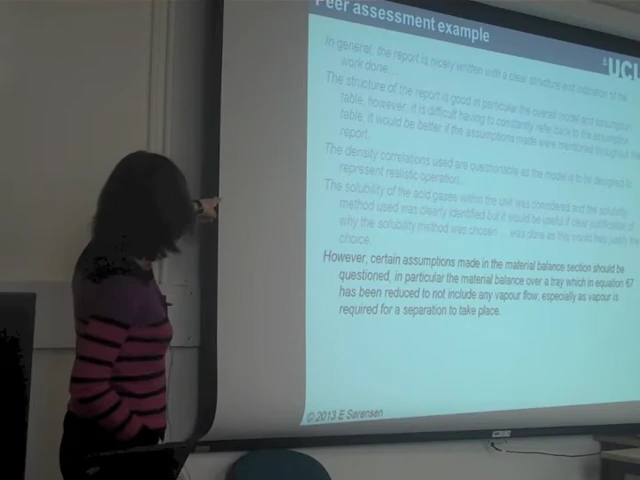 Peer assessment example
UCL
In general, the report is nicely written with a clear structure and indication of the
work done...
The structure of the report is good in particular the overall model and assumption
table, however, it is difficult having to constantly refer back to the assumption
table, it would be better if the assumptions made were mentioned throughout the
report.
The density correlations used are questionable as the model is to be designed to
represent realistic operation...
The solubility of the acid gases within the unit was considered and the solubility
method used was clearly identified but it would be useful if clear justification of
why the solubility method was chosen ... was done as this would help justify the
choice.
However, certain assumptions made in the material balance section should be
questioned, in particular the material balance over a tray which in equation 67
has been reduced to not include any vapour flow, especially as vapour is
required for a separation to take place.
© 2013 E Sørensen